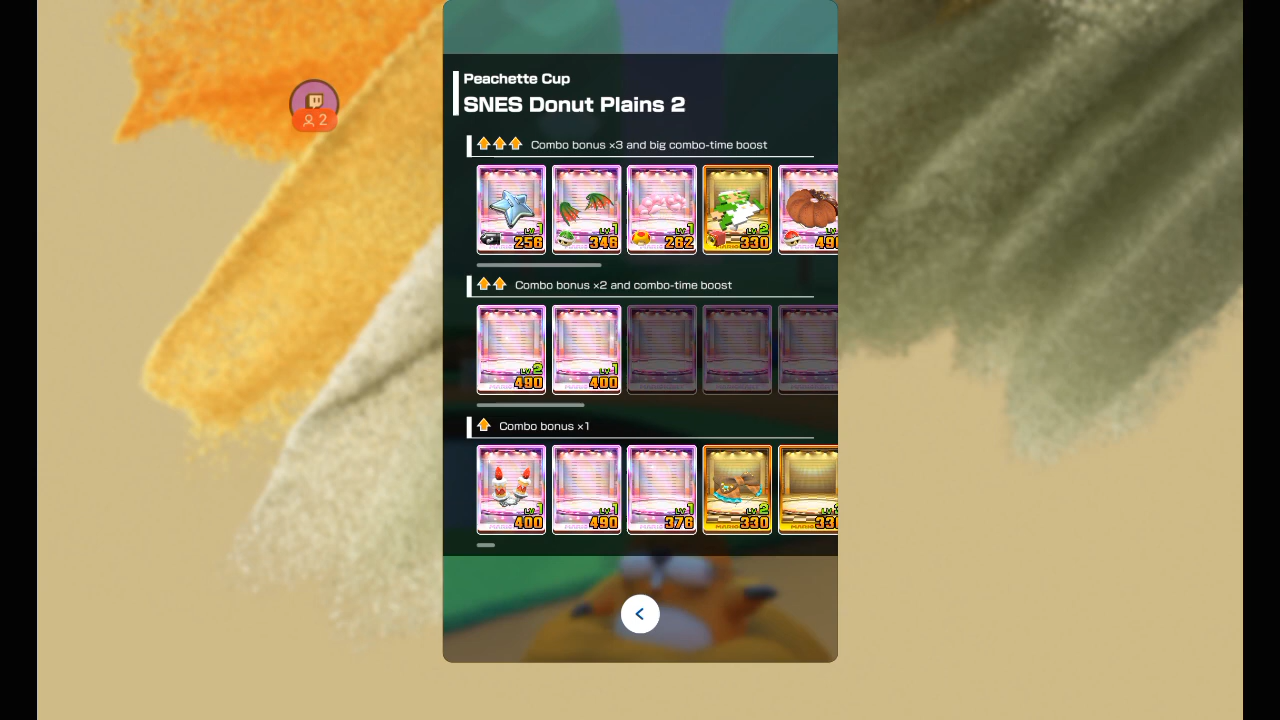 2
Peachette Cup
SNES Donut Plains 2
Combo bonus ×3 and big combo-time boost
LV.1 LV.1 LV.1 LV.2
256 346 282 330 490
Combo bonus ×2 and combo-time boost
LV.2 LV.1
490 400
Combo bonus ×1
LV.1 LV.1 LV.1 LV.2
400 490 376 330